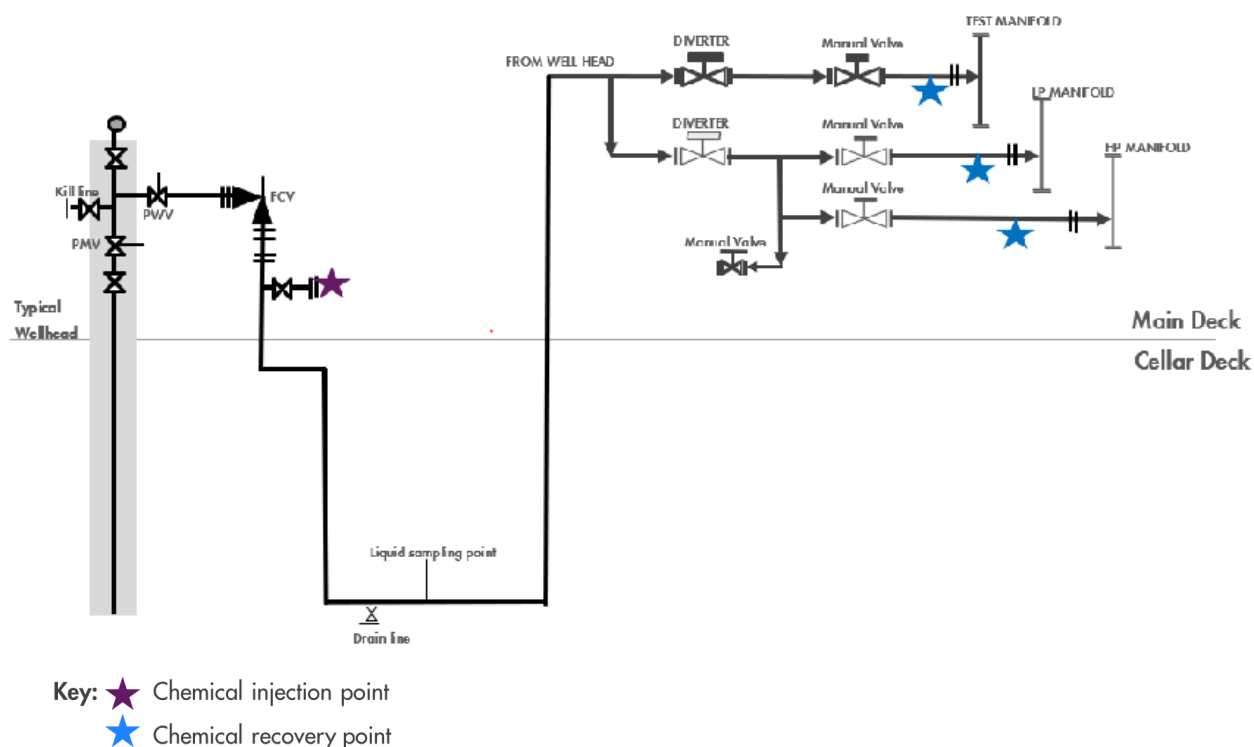 TEST MANIFOLD
DIVERTER
Manual Valve
FROM WELL HEAD
LP MANIFOLD
DIVERTER
Manual Valve
HP MANIFOLD
Manual Valve
Kill line
PWV
FCV
PMV
Manual Valve
Typical
Wellhead
Main Deck
Cellar Deck
Liquid sampling point
Drain line
Key:
Chemical injection point
Chemical recovery point